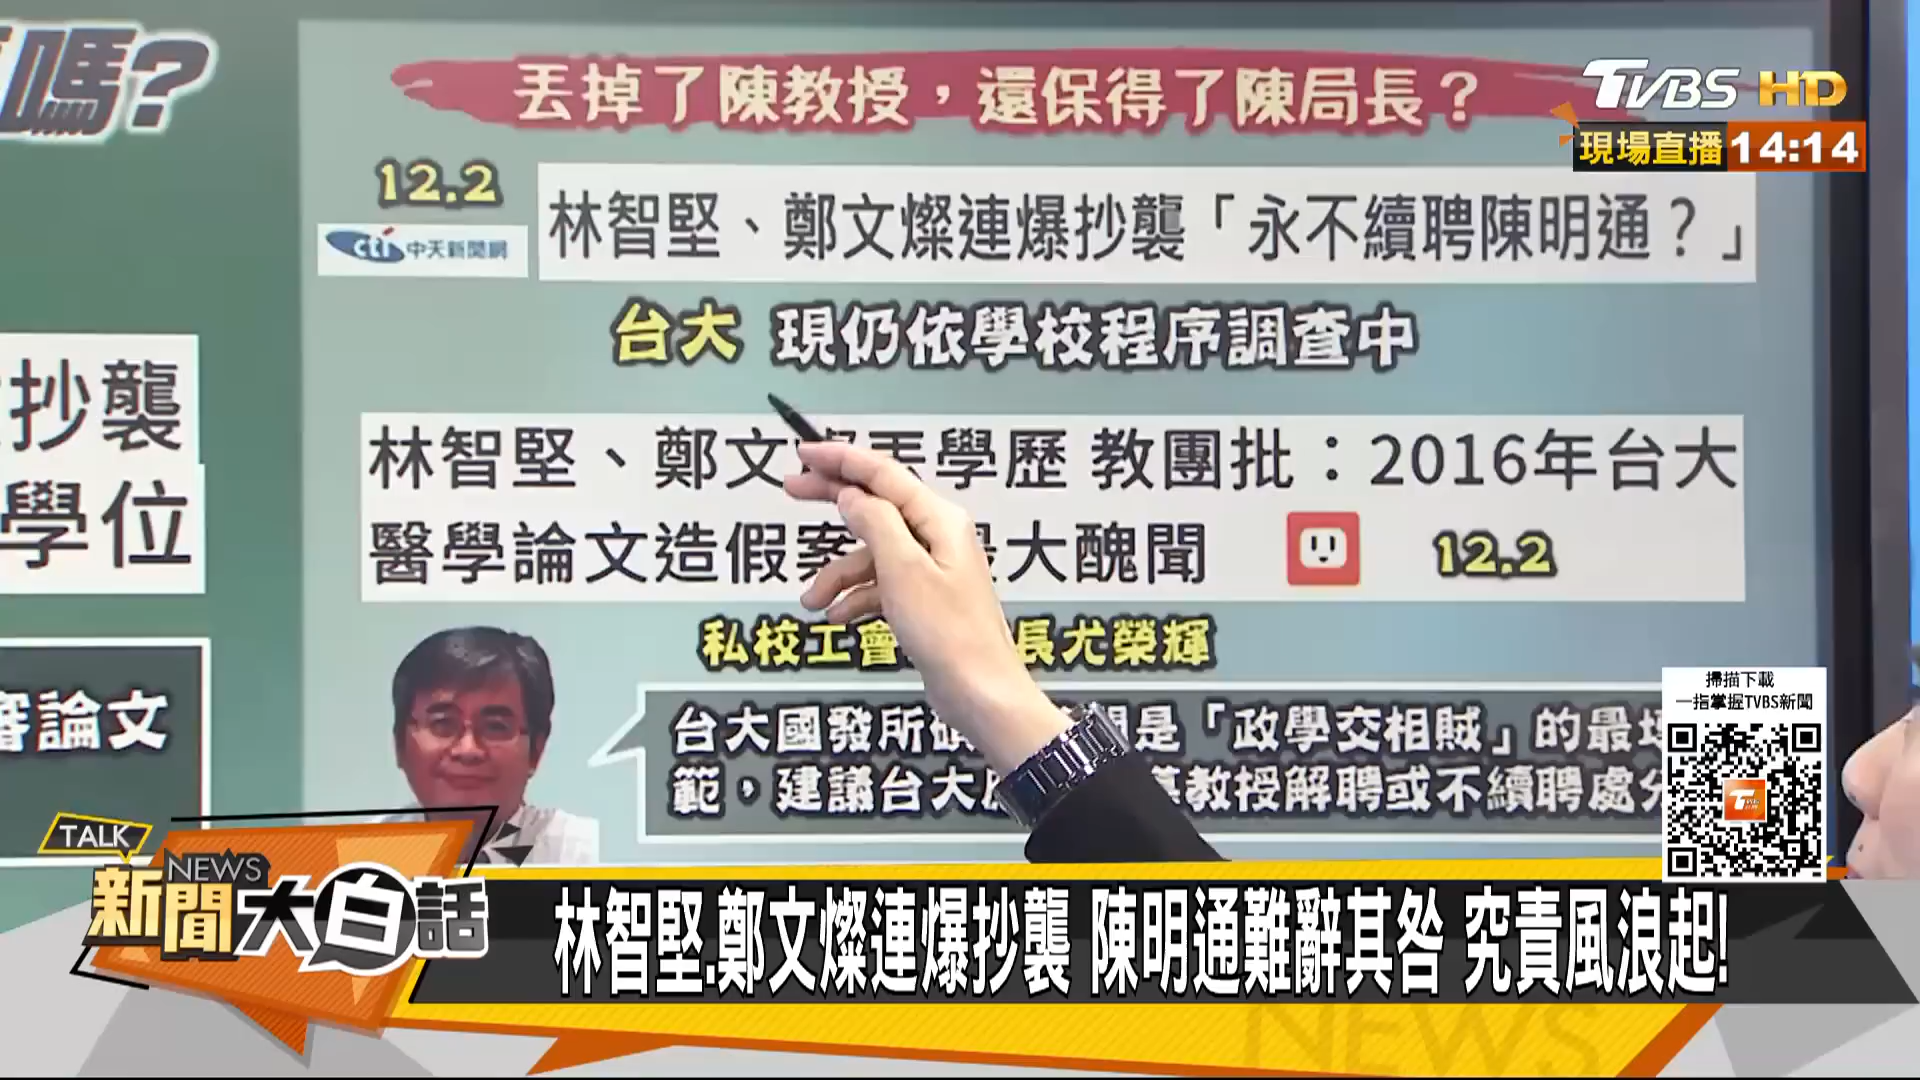 嗎?
丟掉了陳教授，還保得了陳局長？
TVBS HD
現場直播 14:14
12.2
cti 中天新聞網
林智堅、鄭文燦連爆抄襲「永不續聘陳明通？」
台大 現仍依學校程序調查中
抄襲
學位
林智堅、鄭文 學歷 教團批：2016年台大
醫學論文造假 大醜聞
12.2
論文
私校工會 長尤榮輝
台大國發所 是「政學交相賊」的最
範，建議台大 教授解聘或不續聘處
掃描下載
一指掌握TVBS新聞
TALK
NEWS
新聞大白話
林智堅.鄭文燦連爆抄襲 陳明通難辭其咎 究責風浪起!
NEWS